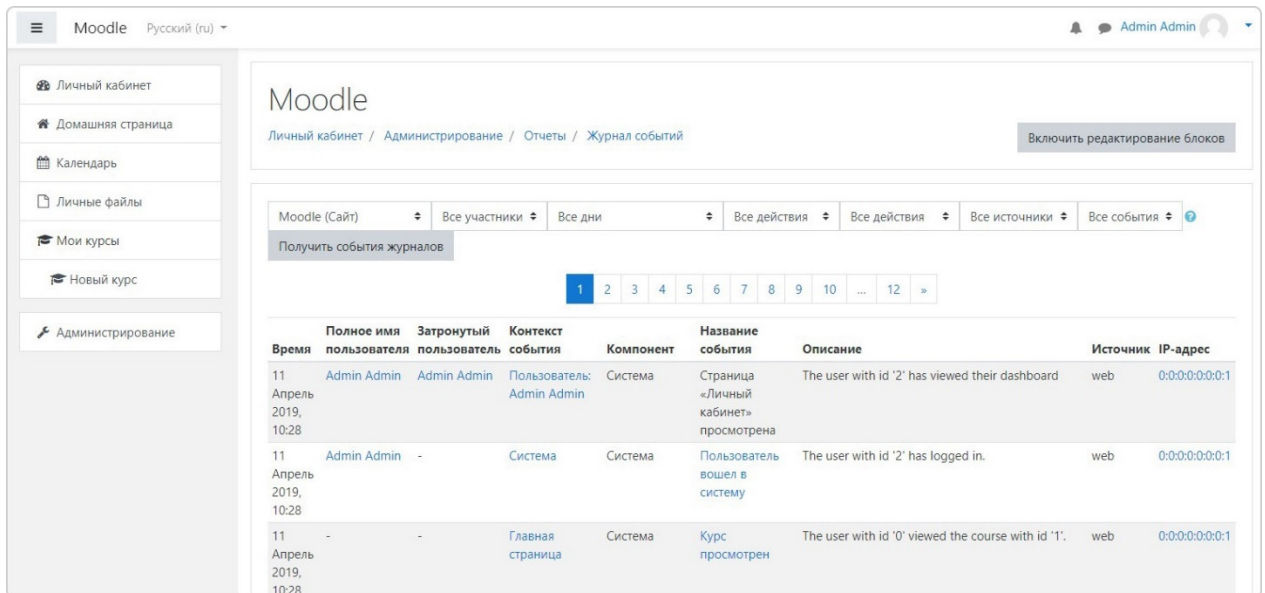 Moodle Русский (ru) Admin Admin
Личный кабинет
Домашняя страница
Календарь
Личные файлы
Мои курсы
Новый курс
Администрирование
Moodle
Личный кабинет / Администрирование / Отчеты / Журнал событий
Включить редактирование блоков
Moodle (Сайт) Все участники Все дни Все действия Все действия Все источники Все события
Получить события журналов
1 2 3 4 5 6 7 8 9 10 ... 12 »
Полное имя Затронутый Контекст Название
Время пользователя пользователь события Компонент события Описание Источник IP-адрес
11 Admin Admin Admin Admin Пользователь: Система Страница The user with id '2' has viewed their dashboard web 0:0:0:0:0:0:0:1
Апрель Admin Admin «Личный
2019, кабинет»
10:28 просмотрена
11 Admin Admin - Система Система Пользователь The user with id '2' has logged in. web 0:0:0:0:0:0:0:1
Апрель вошел в
2019, систему
10:28
11 - - Главная Система Курс The user with id '0' viewed the course with id '1'. web 0:0:0:0:0:0:0:1
Апрель страница просмотрен
2019,
10:28